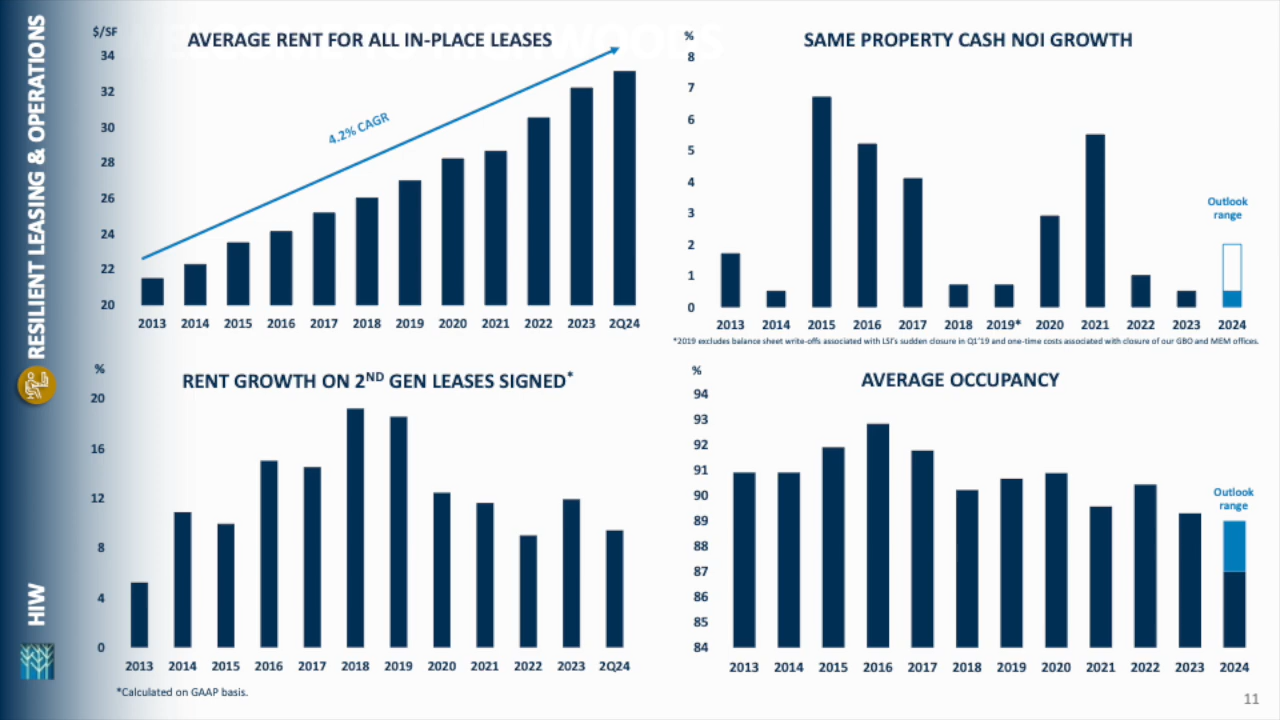 RESILIENT LEASING & OPERATIONS
HIW
$/SF
AVERAGE RENT FOR ALL IN-PLACE LEASES
34
32
30
28
26
24
22
20
4.2% CAGR
2013 2014 2015 2016 2017 2018 2019 2020 2021 2022 2023 2Q24
%
SAME PROPERTY CASH NOI GROWTH
8
7
6
5
4
3
2
1
0
Outlook
range
2013 2014 2015 2016 2017 2018 2019* 2020 2021 2022 2023 2024
*2019 excludes balance sheet write-offs associated with LSI's sudden closure in Q1'19 and one-time costs associated with closure of our GBO and MEM offices.
%
RENT GROWTH ON 2ND GEN LEASES SIGNED*
20
16
12
8
4
0
2013 2014 2015 2016 2017 2018 2019 2020 2021 2022 2023 2Q24
*Calculated on GAAP basis.
%
AVERAGE OCCUPANCY
94
93
92
91
90
89
88
87
86
85
84
Outlook
range
2013 2014 2015 2016 2017 2018 2019 2020 2021 2022 2023 2024
11